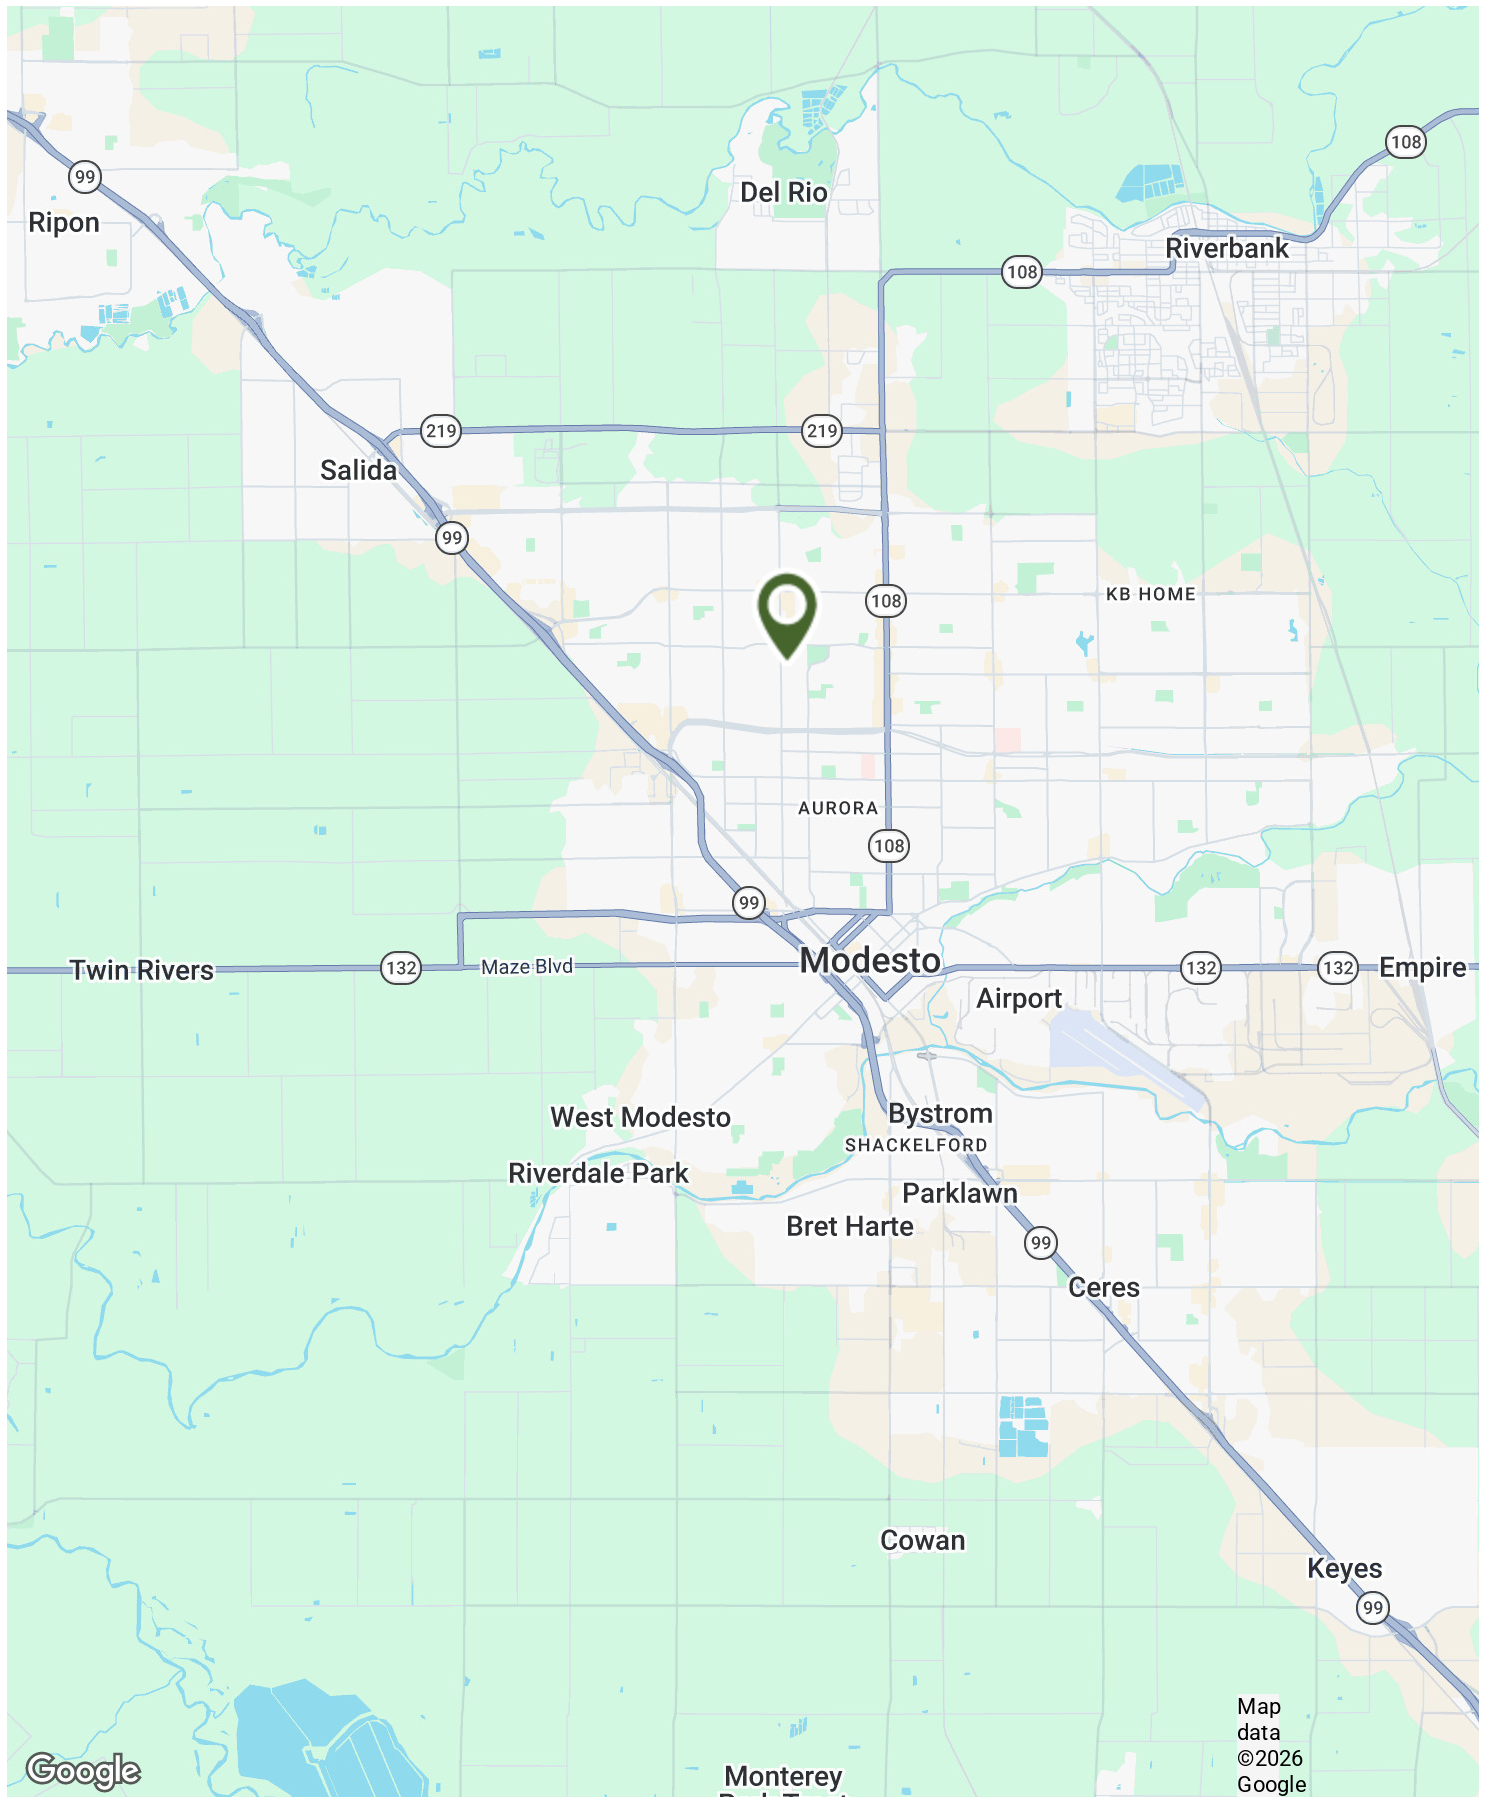 108
99
Del Rio
Ripon
Riverbank
108
219
219
Salida
99
KB HOME
108
AURORA
108
99
Modesto
Twin Rivers
132
Maze Blvd
132
132
Empire
Airport
West Modesto
Bystrom
SHACKELFORD
Riverdale Park
Parklawn
Bret Harte
99
Ceres
Cowan
Keyes
99
Map
data
©2026
Google
Google
Monterey